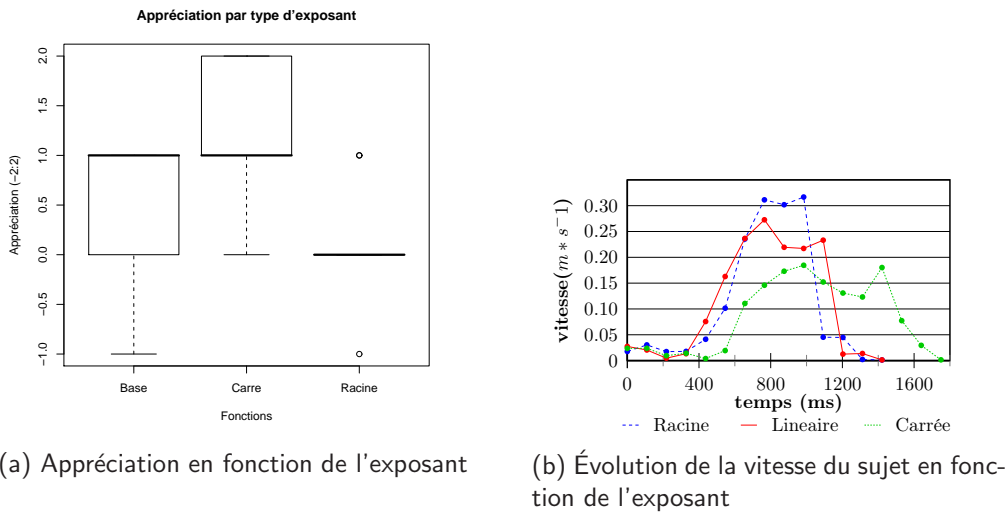 Appréciation par type d'exposant
Appréciation (−2:2)
2.0
1.5
1.0
0.5
0.0
−0.5
−1.0
Base Carre Racine
Fonctions
(a) Appréciation en fonction de l'exposant
vitesse(m ∗ s−1)
0.30
0.25
0.20
0.15
0.10
0.05
0
0 400 800 1200 1600
temps (ms)
Racine Lineaire Carrée
(b) Évolution de la vitesse du sujet en fonc-
tion de l'exposant